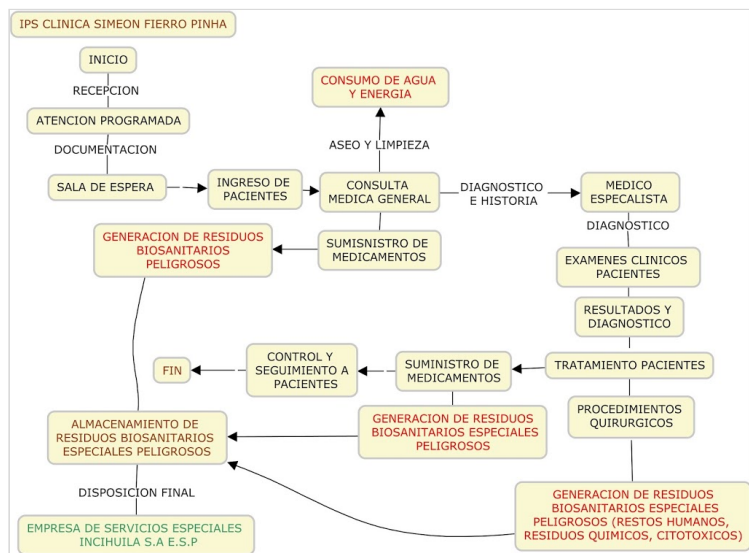 IPS CLINICA SIMEON FIERRO PINHA
INICIO
RECEPCION
ATENCION PROGRAMADA
DOCUMENTACION
SALA DE ESPERA
INGRESO DE
PACIENTES
CONSUMO DE AGUA
Y ENERGIA
ASEO Y LIMPIEZA
CONSULTA
MEDICA GENERAL
DIAGNOSTICO
E HISTORIA
MEDICO
ESPECALISTA
DIAGNOSTICO
GENERACION DE RESIDUOS
BIOSANITARIOS
PELIGROSOS
SUMISNISTRO DE
MEDICAMENTOS
EXAMENES CLINICOS
PACIENTES
RESULTADOS Y
DIAGNOSTICO
FIN
CONTROL Y
SEGUIMIENTO A
PACIENTES
SUMINISTRO DE
MEDICAMENTOS
TRATAMIENTO PACIENTES
PROCEDIMIENTOS
QUIRURGICOS
ALMACENAMIENTO DE
RESIDUOS BIOSANITARIOS
ESPECIALES PELIGROSOS
GENERACION DE RESIDUOS
BIOSANITARIOS ESPECIALES
PELIGROSOS
DISPOSICION FINAL
EMPRESA DE SERVICIOS ESPECIALES
INCIHUILA S.A E.S.P
GENERACION DE RESIDUOS
BIOSANITARIOS ESPECIALES
PELIGROSOS (RESTOS HUMANOS,
RESIDUOS QUIMICOS, CITOTOXICOS)